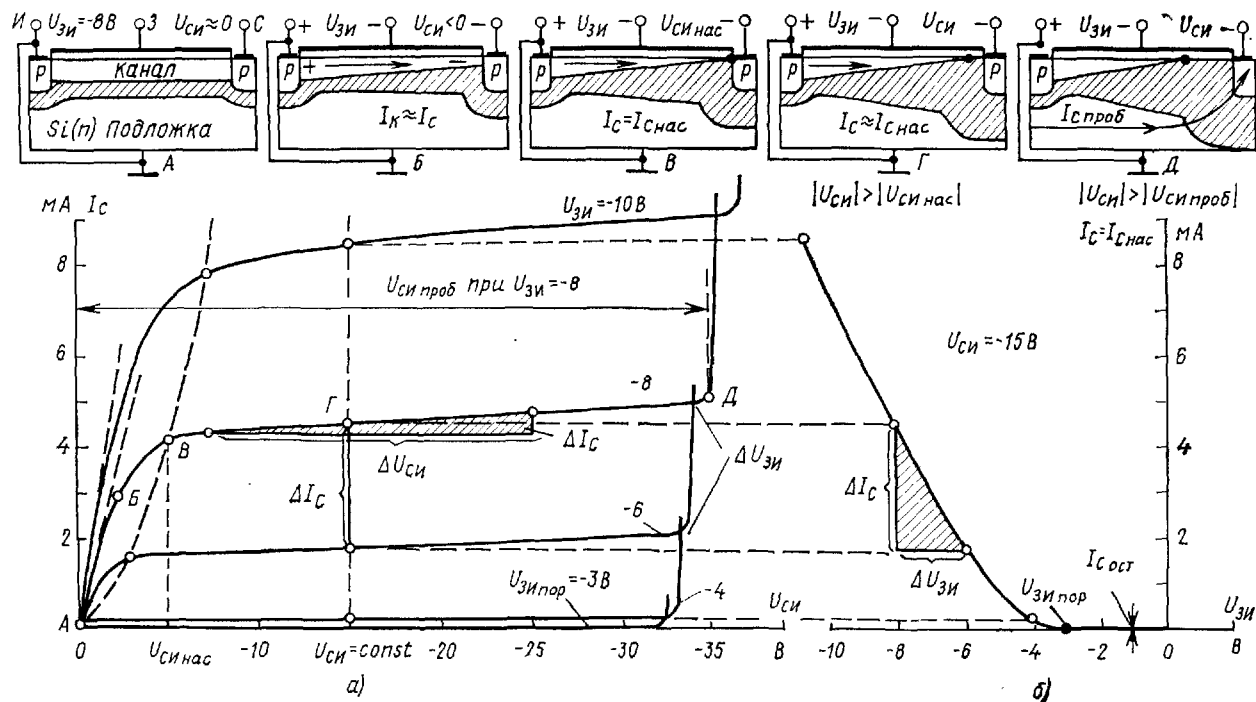 И U_ЗИ=-8В З U_СИ≈0 С
+ U_ЗИ – U_СИ<0 –
+ U_ЗИ – U_СИ нас –
+ U_ЗИ – U_СИ –
+ U_ЗИ – U_СИ –
р канал р
р + – р
р р
р р
р
Si(n) Подложка
I_К≈I_С
I_С=I_С нас
I_С≈I_С нас
I_С проб
А
Б
В
Г
Д
|U_СИ|>|U_СИ нас|
|U_СИ|>|U_СИ проб|
мА I_С
U_ЗИ=-10В
I_С=I_С нас мА
8
8
U_СИ проб при U_ЗИ=-8
6
6
U_СИ=-15В
-8
Г
Д
В
ΔI_С
4
4
ΔU_СИ
ΔU_ЗИ
Б
ΔI_С
ΔI_С
-6
2
2
ΔU_ЗИ
I_С ост
U_ЗИ пор=-3В
-4
U_СИ
U_ЗИ пор
U_ЗИ
А
0 U_СИ нас -10 U_СИ=const -20 -25 -30 -35 В
-10 -8 -6 -4 -2 0 В
а)
б)